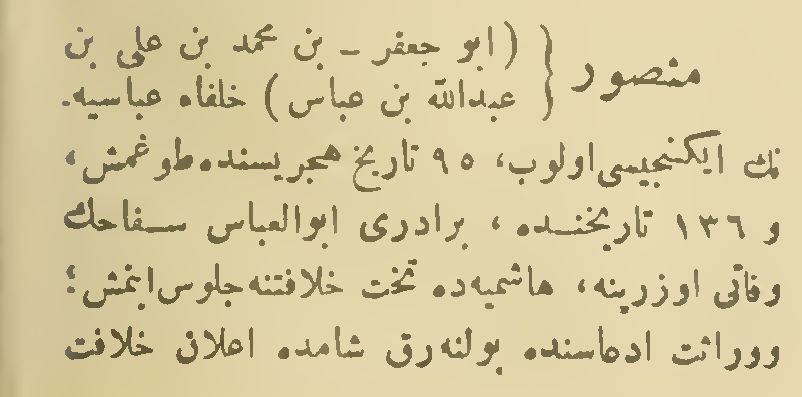 منصور { (ابو جعفر ـ بن محمد بن علی بن
عبدالله بن عباس) خلفاء عباسیه‌
نك ایکنجیسی اولوب، ۹۵ تاریخ هجریسنده طوغمش،
و ۱۳٦ تاریخنده، برادری ابوالعباس سفاحك
وفاتی اوزرینه، هاشمیه‌ده تخت خلافتنه جلوس ایتمش؛
ووراثت ادعاسنده بولنه‌رق شامده اعلان خلافت